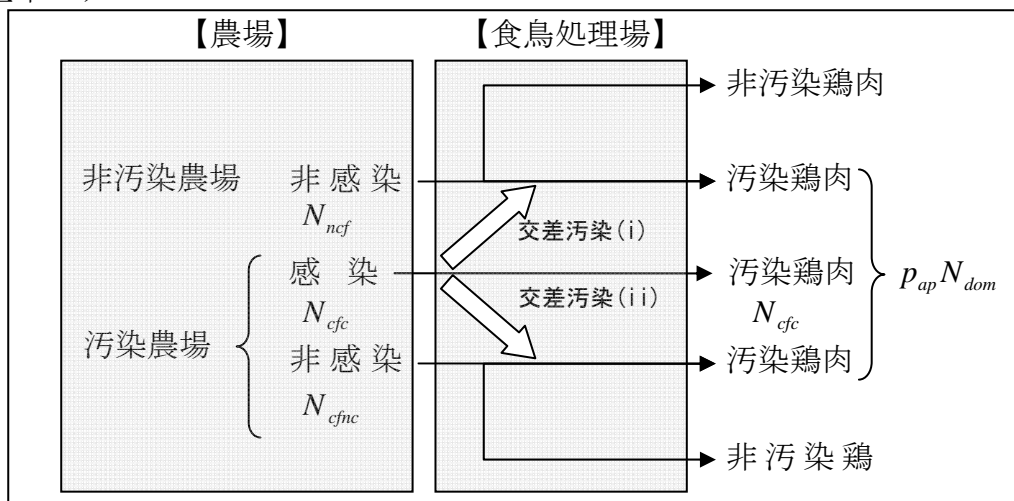 【農場】
【食鳥処理場】
非汚染鶏肉
非汚染農場
非感染
汚染鶏肉
N_ncf
交差汚染(i)
感染
汚染鶏肉
p_ap N_dom
N_cfc
交差汚染(ii)
N_cfc
汚染農場
非感染
汚染鶏肉
N_cfnc
非汚染鶏